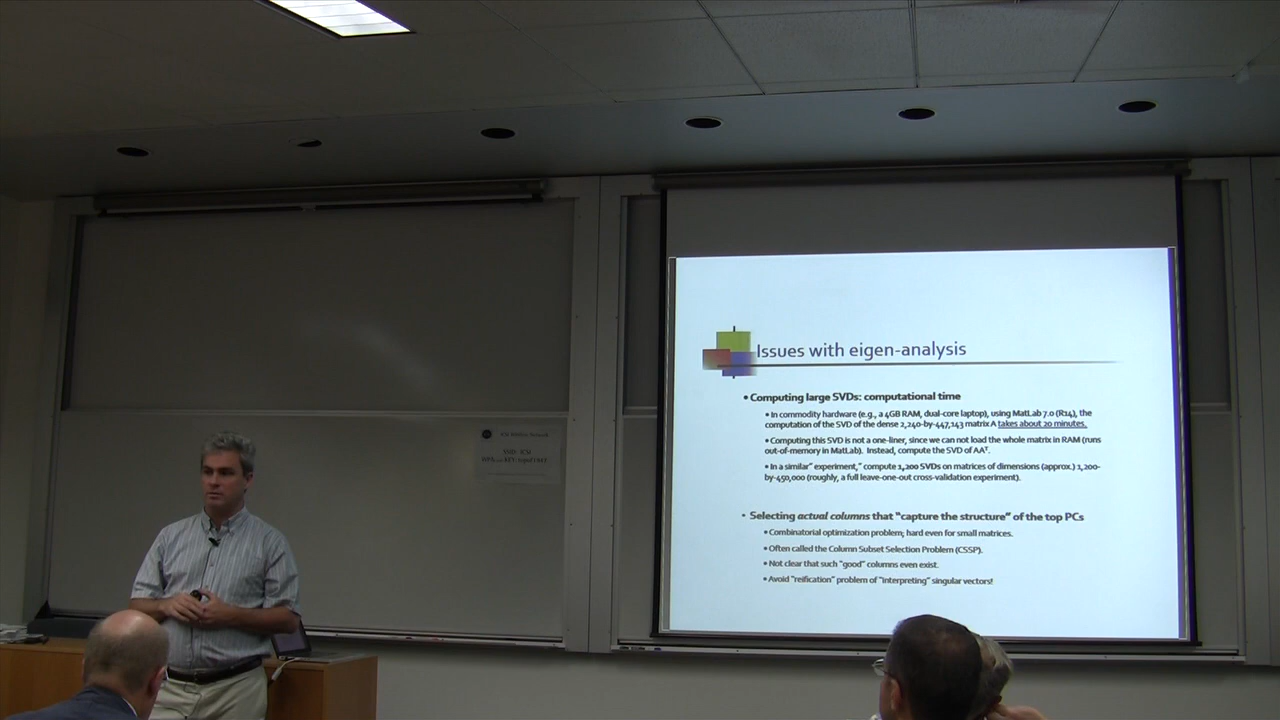 Issues with eigen-analysis
• Computing large SVDs: computational time
• In commodity hardware (e.g., a 4GB RAM, dual-core laptop), using MatLab 7.0 (R14), the
computation of the SVD of the dense 2,240-by-447,143 matrix A takes about 20 minutes.
• Computing this SVD is not a one-liner, since we can not load the whole matrix in RAM (runs
out-of-memory in MatLab). Instead, compute the SVD of AAᵀ.
• In a similar" experiment," compute 1,200 SVDs on matrices of dimensions (approx.) 1,200-
by-450,000 (roughly, a full leave-one-out cross-validation experiment).
• Selecting actual columns that "capture the structure" of the top PCs
• Combinatorial optimization problem; hard even for small matrices.
• Often called the Column Subset Selection Problem (CSSP).
• Not clear that such "good" columns even exist.
• Avoid "reification" problem of "interpreting" singular vectors!